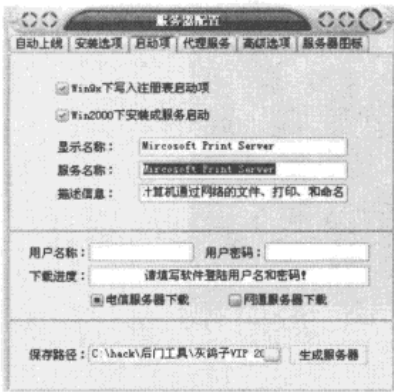 服务器配置
自动上线 安装选项 启动项 代理服务 高级选项 服务器图标
Win9x下写入注册表启动项
Win2000下安装成服务启动
显示名称： Mircosoft Print Server
服务名称： Mircosoft Print Server
描述信息： 计算机通过网络的文件、打印、和命名
用户名称： 用户密码：
下载进度： 请填写软件登陆用户名和密码!
电信服务器下载 网通服务器下载
保存路径： C:\hack\后门工具\灰鸽子VIP 20 生成服务器